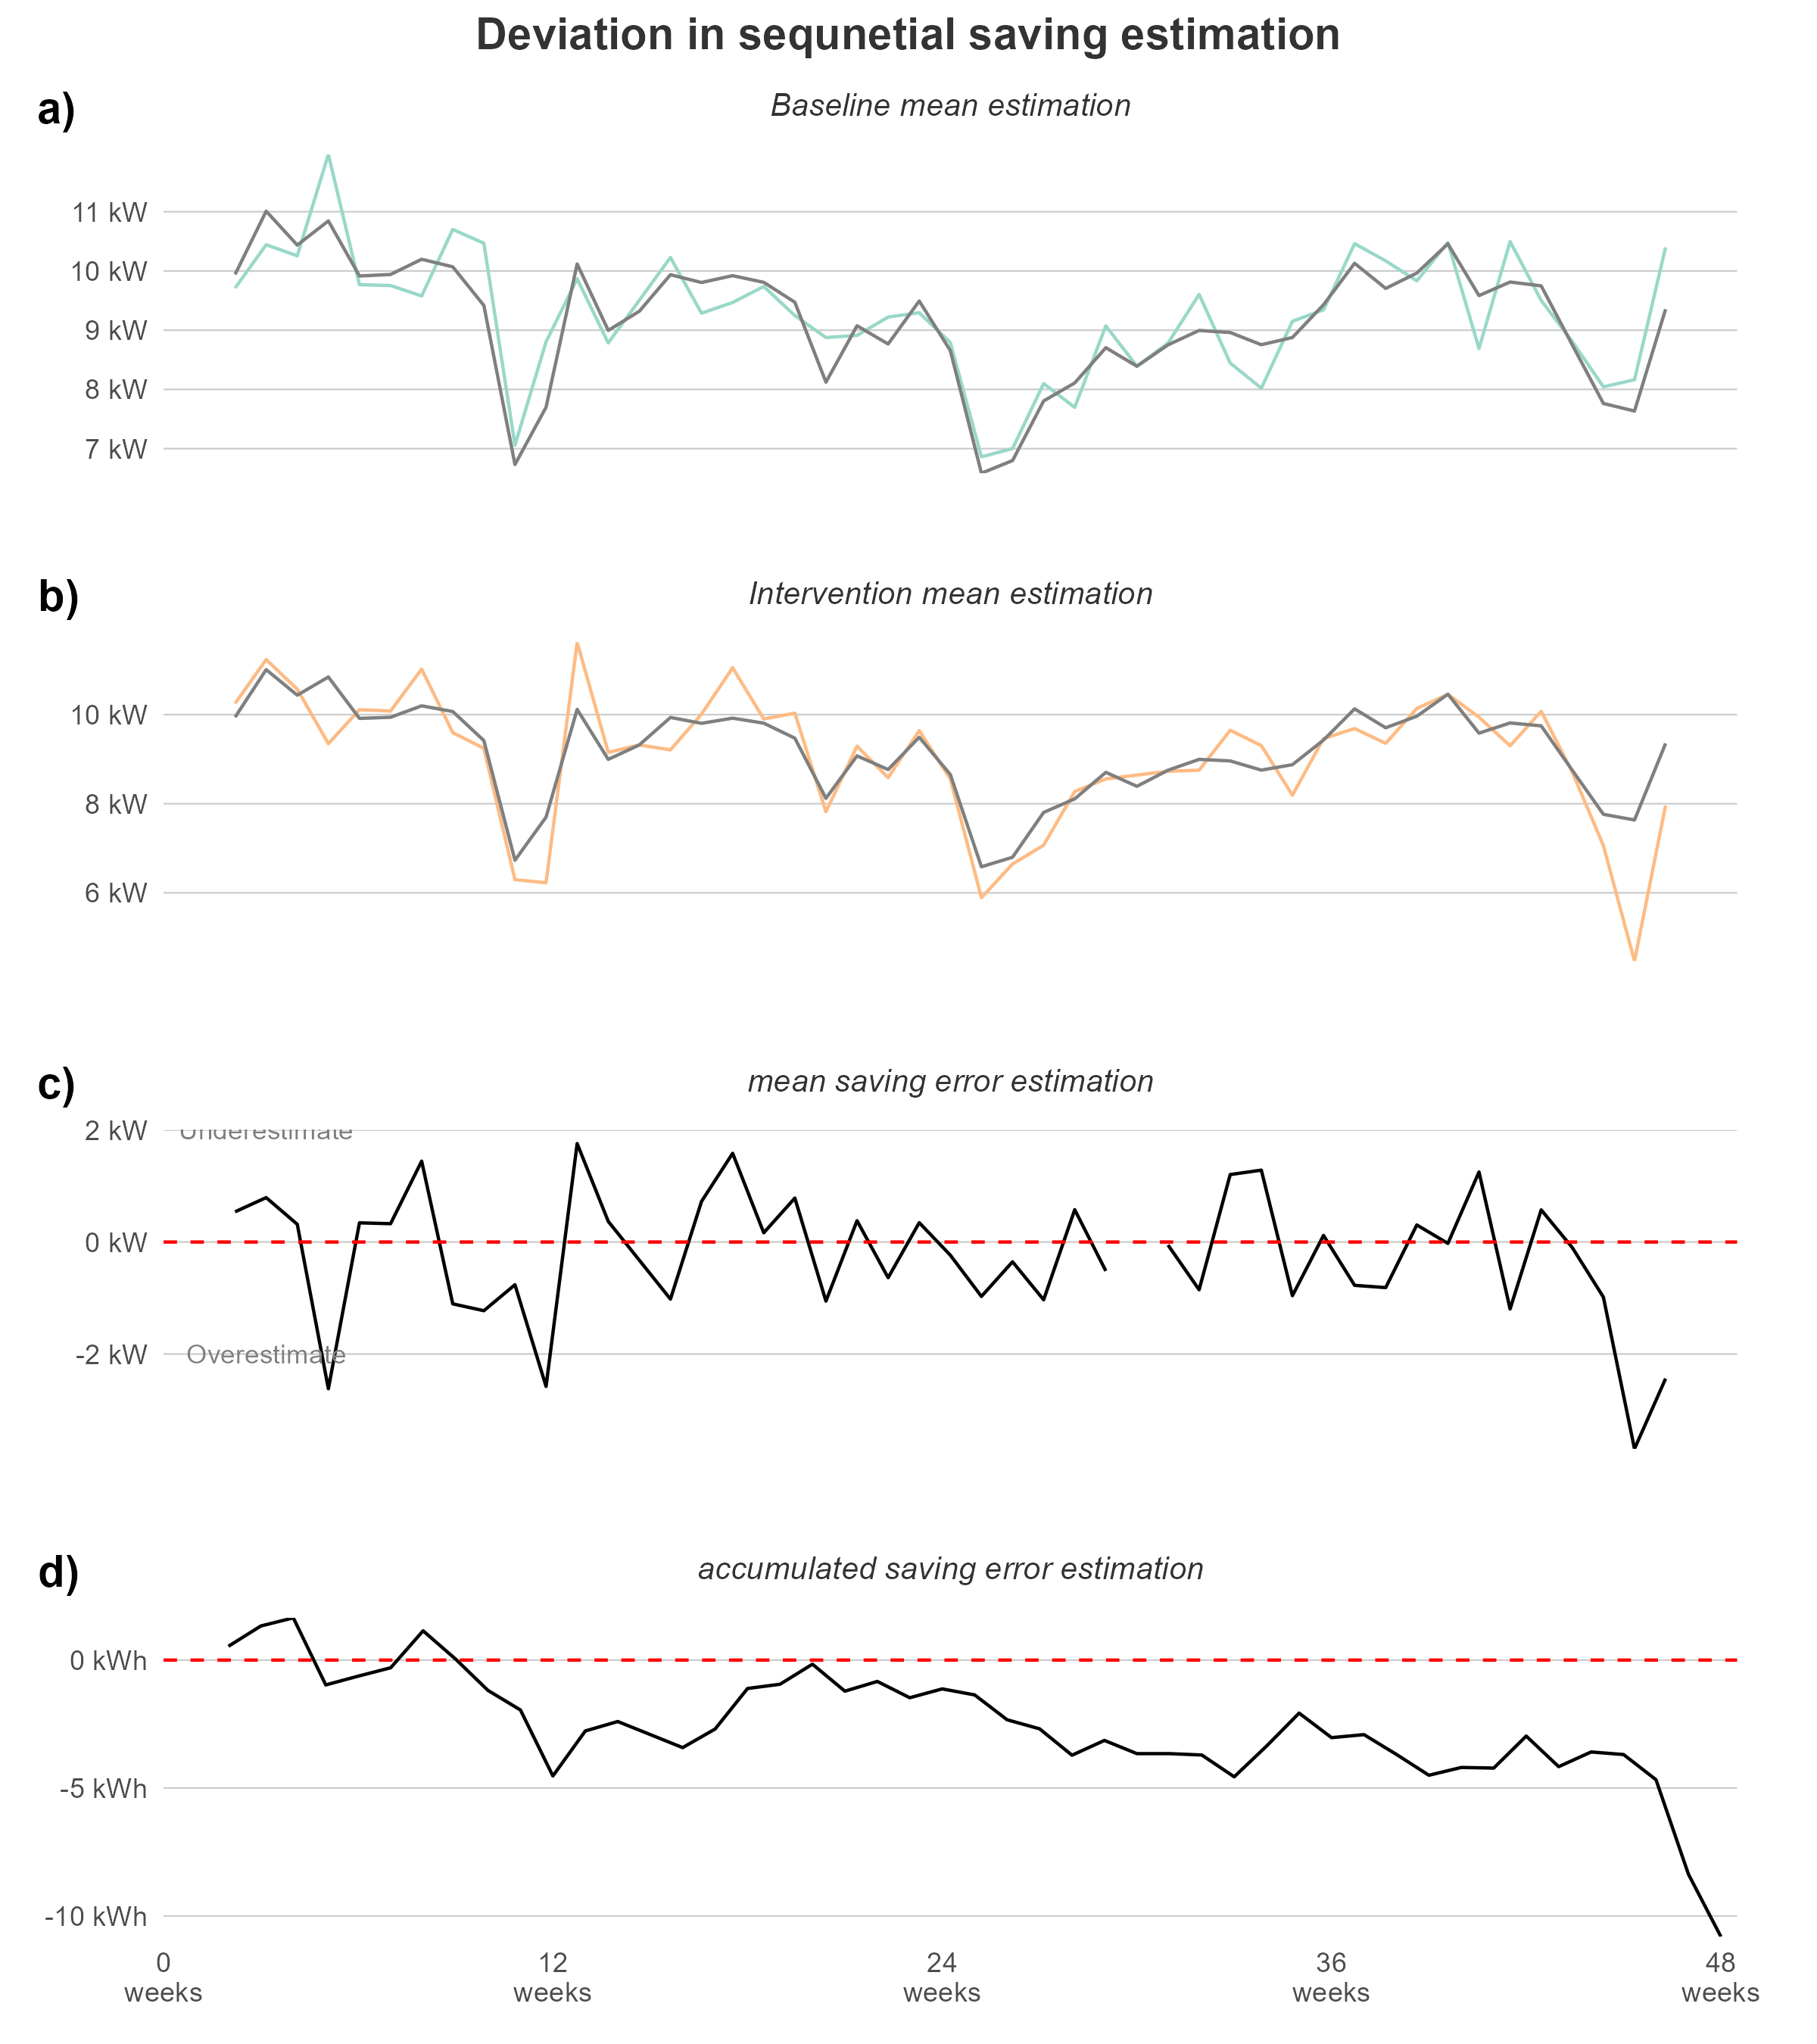 Deviation in sequnetial saving estimation
a)
Baseline mean estimation
11 kW
10 kW
9 kW
8 kW
7 kW
b)
Intervention mean estimation
10 kW
8 kW
6 kW
c)
mean saving error estimation
2 kW
Underestimate
0 kW
-2 kW
Overestimate
d)
accumulated saving error estimation
0 kWh
-5 kWh
-10 kWh
0 12 24 36 48
weeks weeks weeks weeks weeks